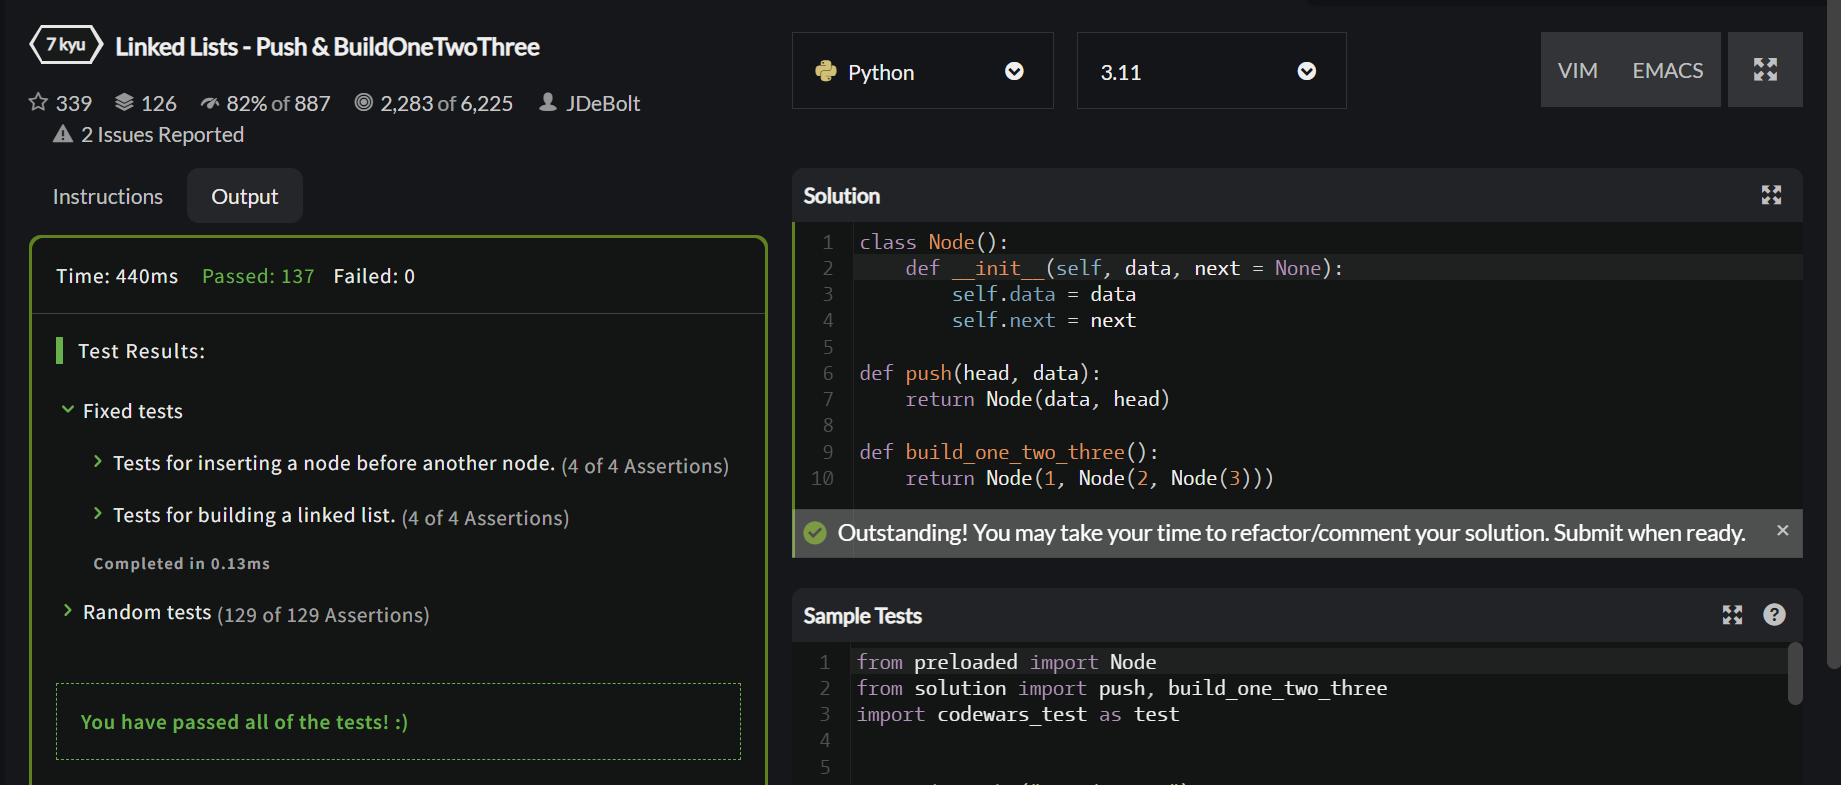 7 kyu
Linked Lists - Push & BuildOneTwoThree
339 126 82% of 887 2,283 of 6,225 JDeBolt
2 Issues Reported
Instructions
Output
Time: 440ms Passed: 137 Failed: 0
Test Results:
Fixed tests
Tests for inserting a node before another node. (4 of 4 Assertions)
Tests for building a linked list. (4 of 4 Assertions)
Completed in 0.13ms
Random tests (129 of 129 Assertions)
You have passed all of the tests! :)
Python
3.11
VIM
EMACS
Solution
1 class Node():
2     def __init__(self, data, next = None):
3         self.data = data
4         self.next = next
5
6 def push(head, data):
7     return Node(data, head)
8
9 def build_one_two_three():
10     return Node(1, Node(2, Node(3)))
Outstanding! You may take your time to refactor/comment your solution. Submit when ready. ×
Sample Tests
?
1 from preloaded import Node
2 from solution import push, build_one_two_three
3 import codewars_test as test
4
5